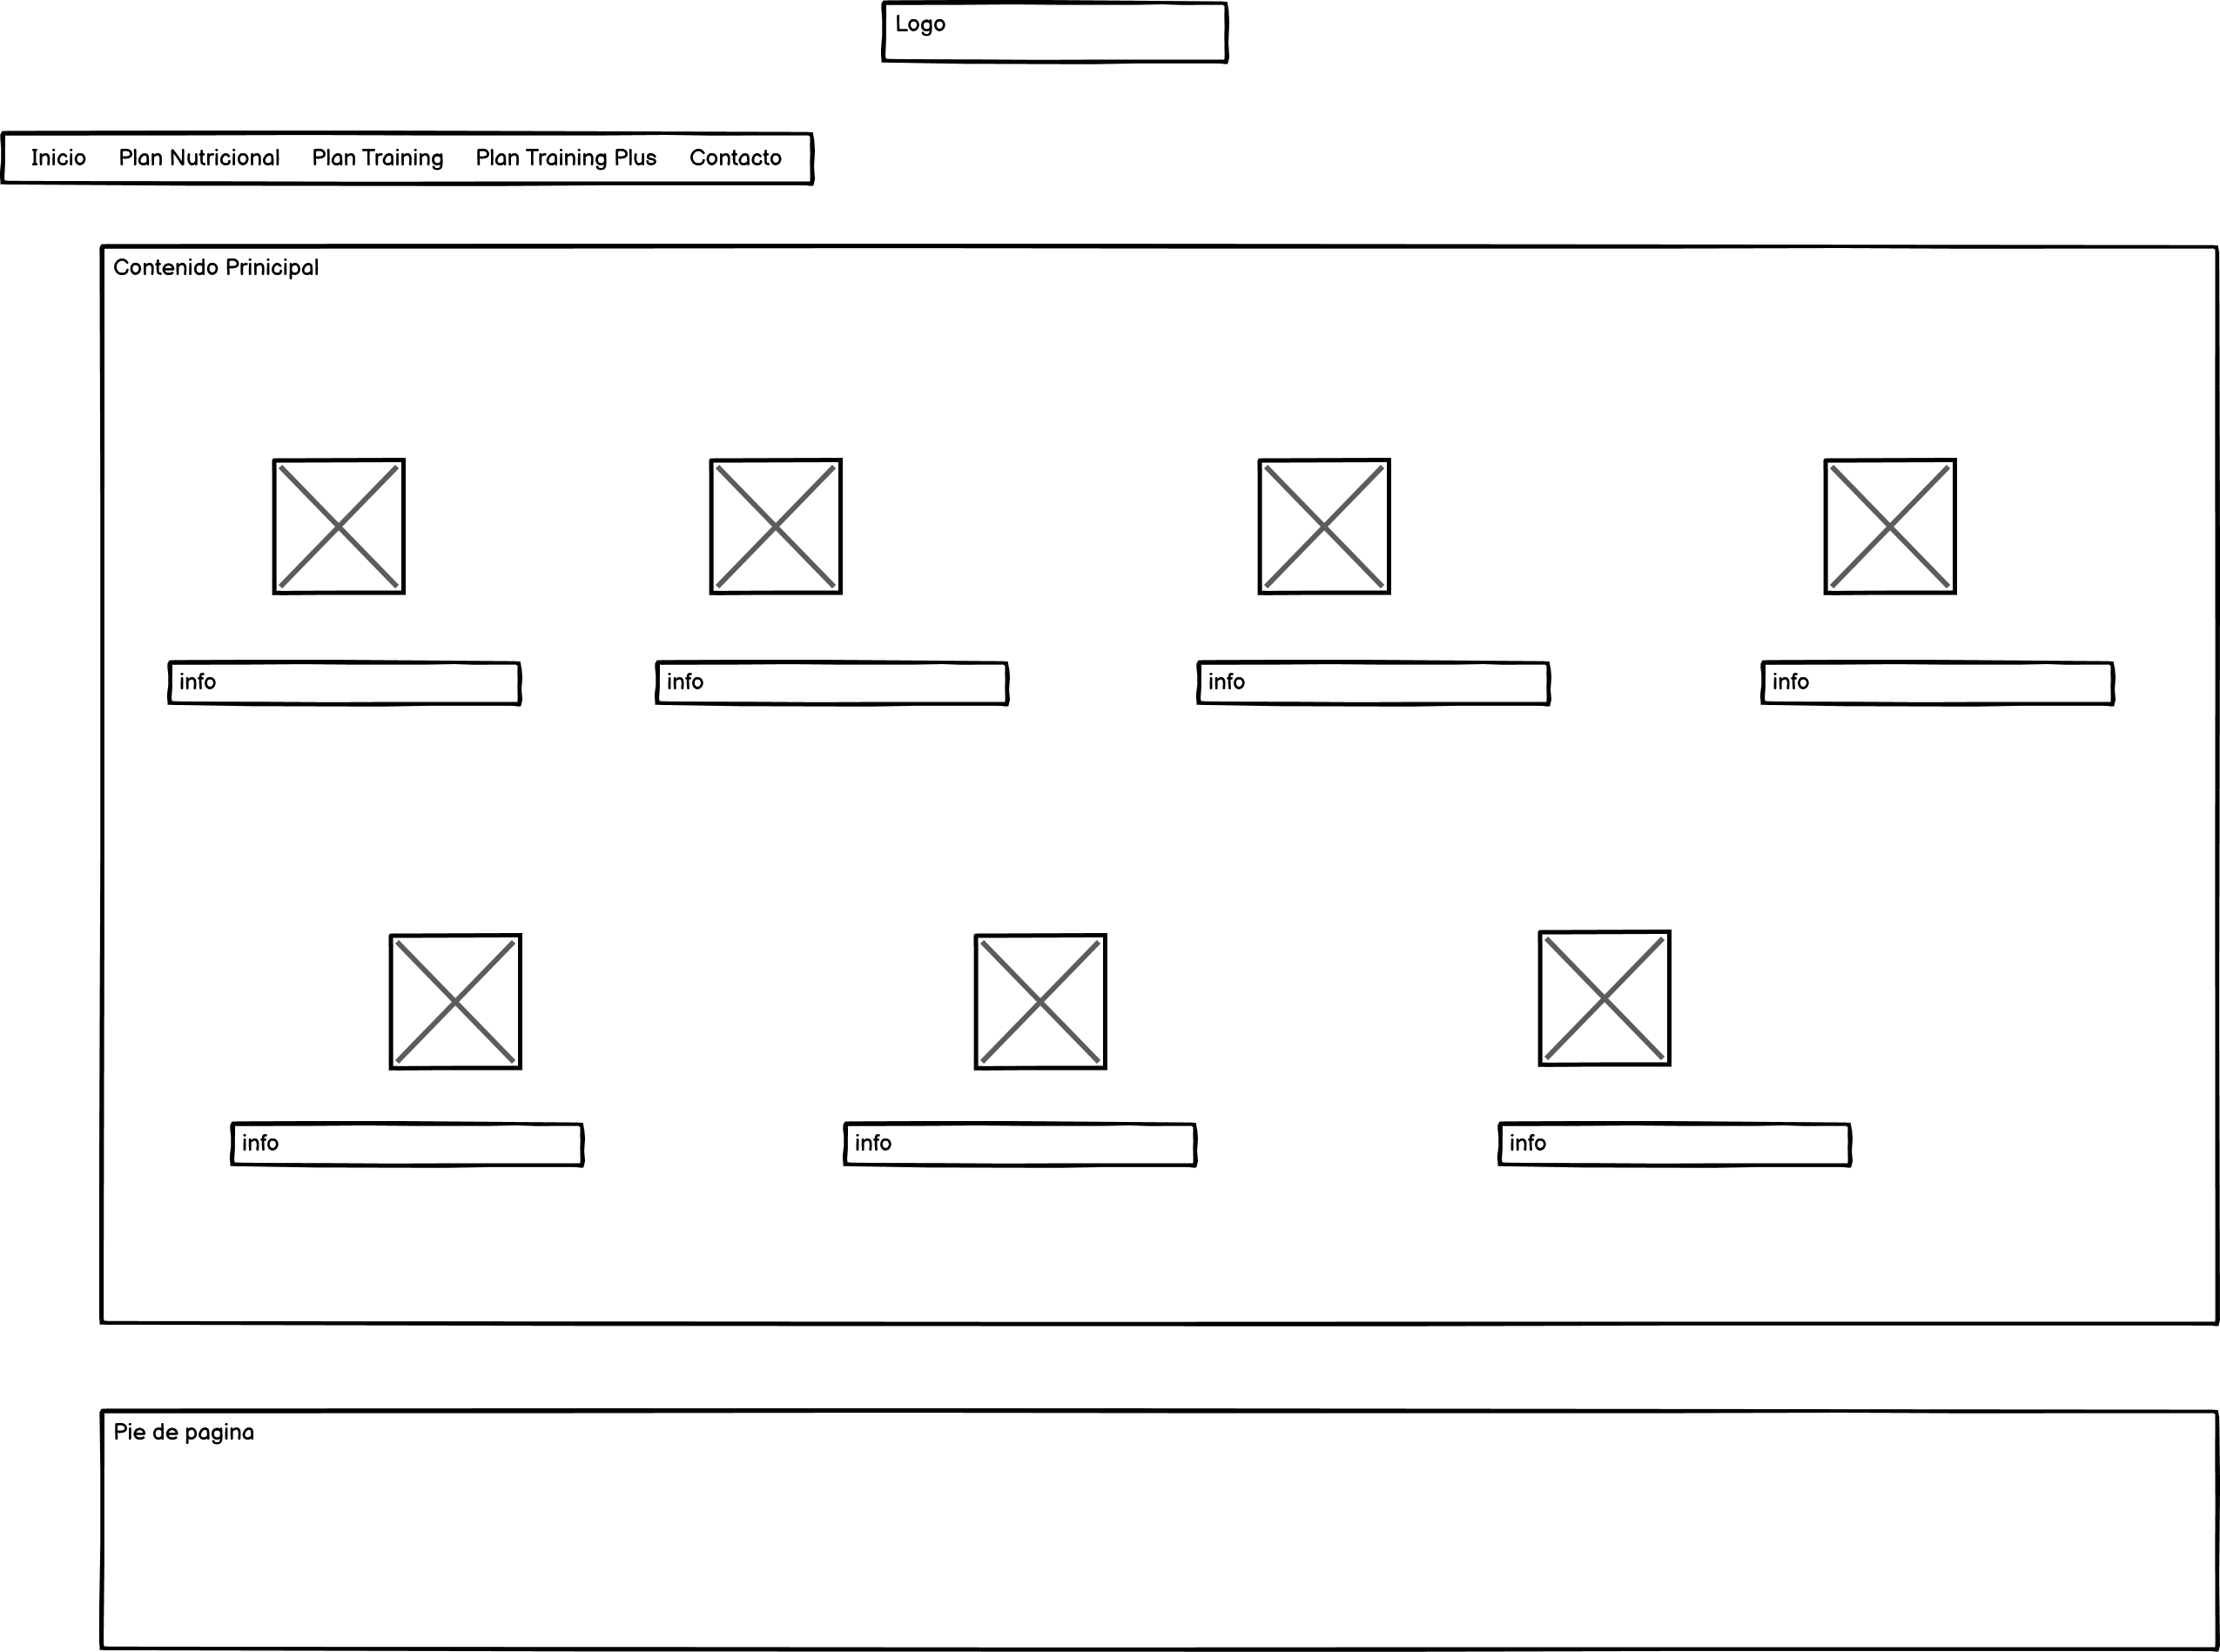 Logo
Inicio Plan Nutricional Plan Training Plan Training Plus Contacto
Contenido Prinicipal
info info info info
info info info
Pie de pagina